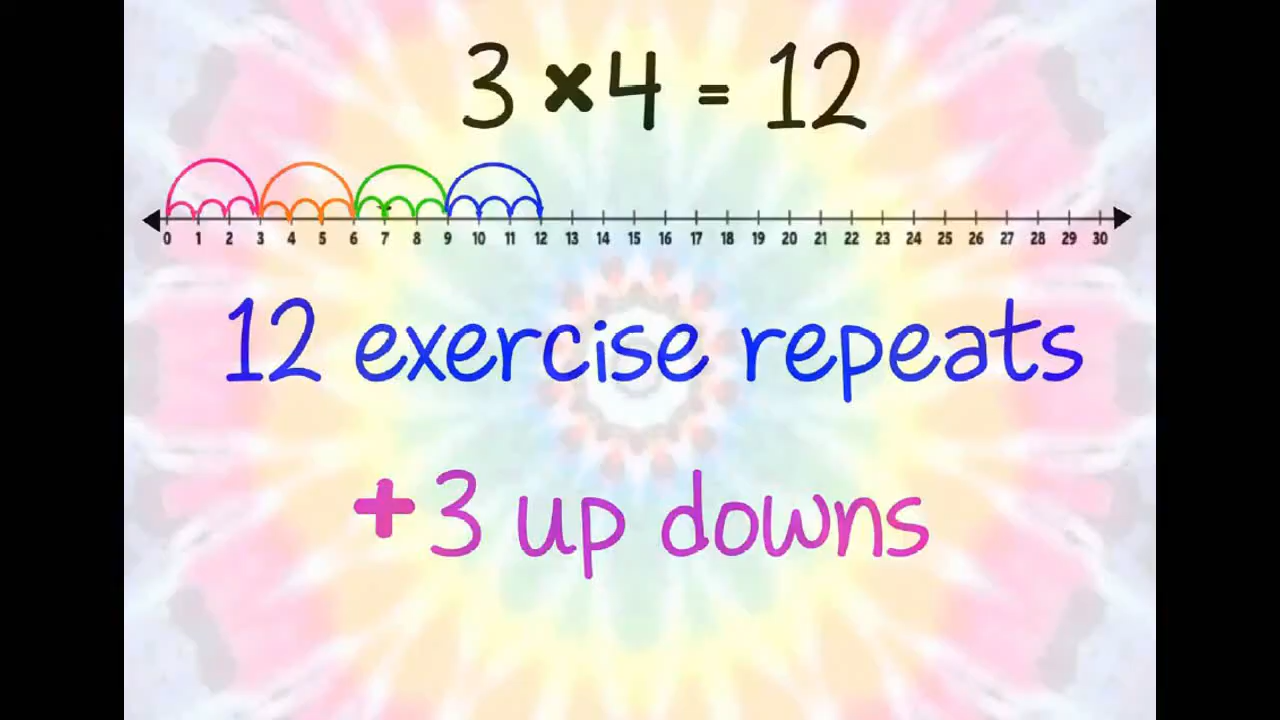 3 × 4 = 12
0 1 2 3 4 5 6 7 8 9 10 11 12 13 14 15 16 17 18 19 20 21 22 23 24 25 26 27 28 29 30
12 exercise repeats
+ 3 up downs